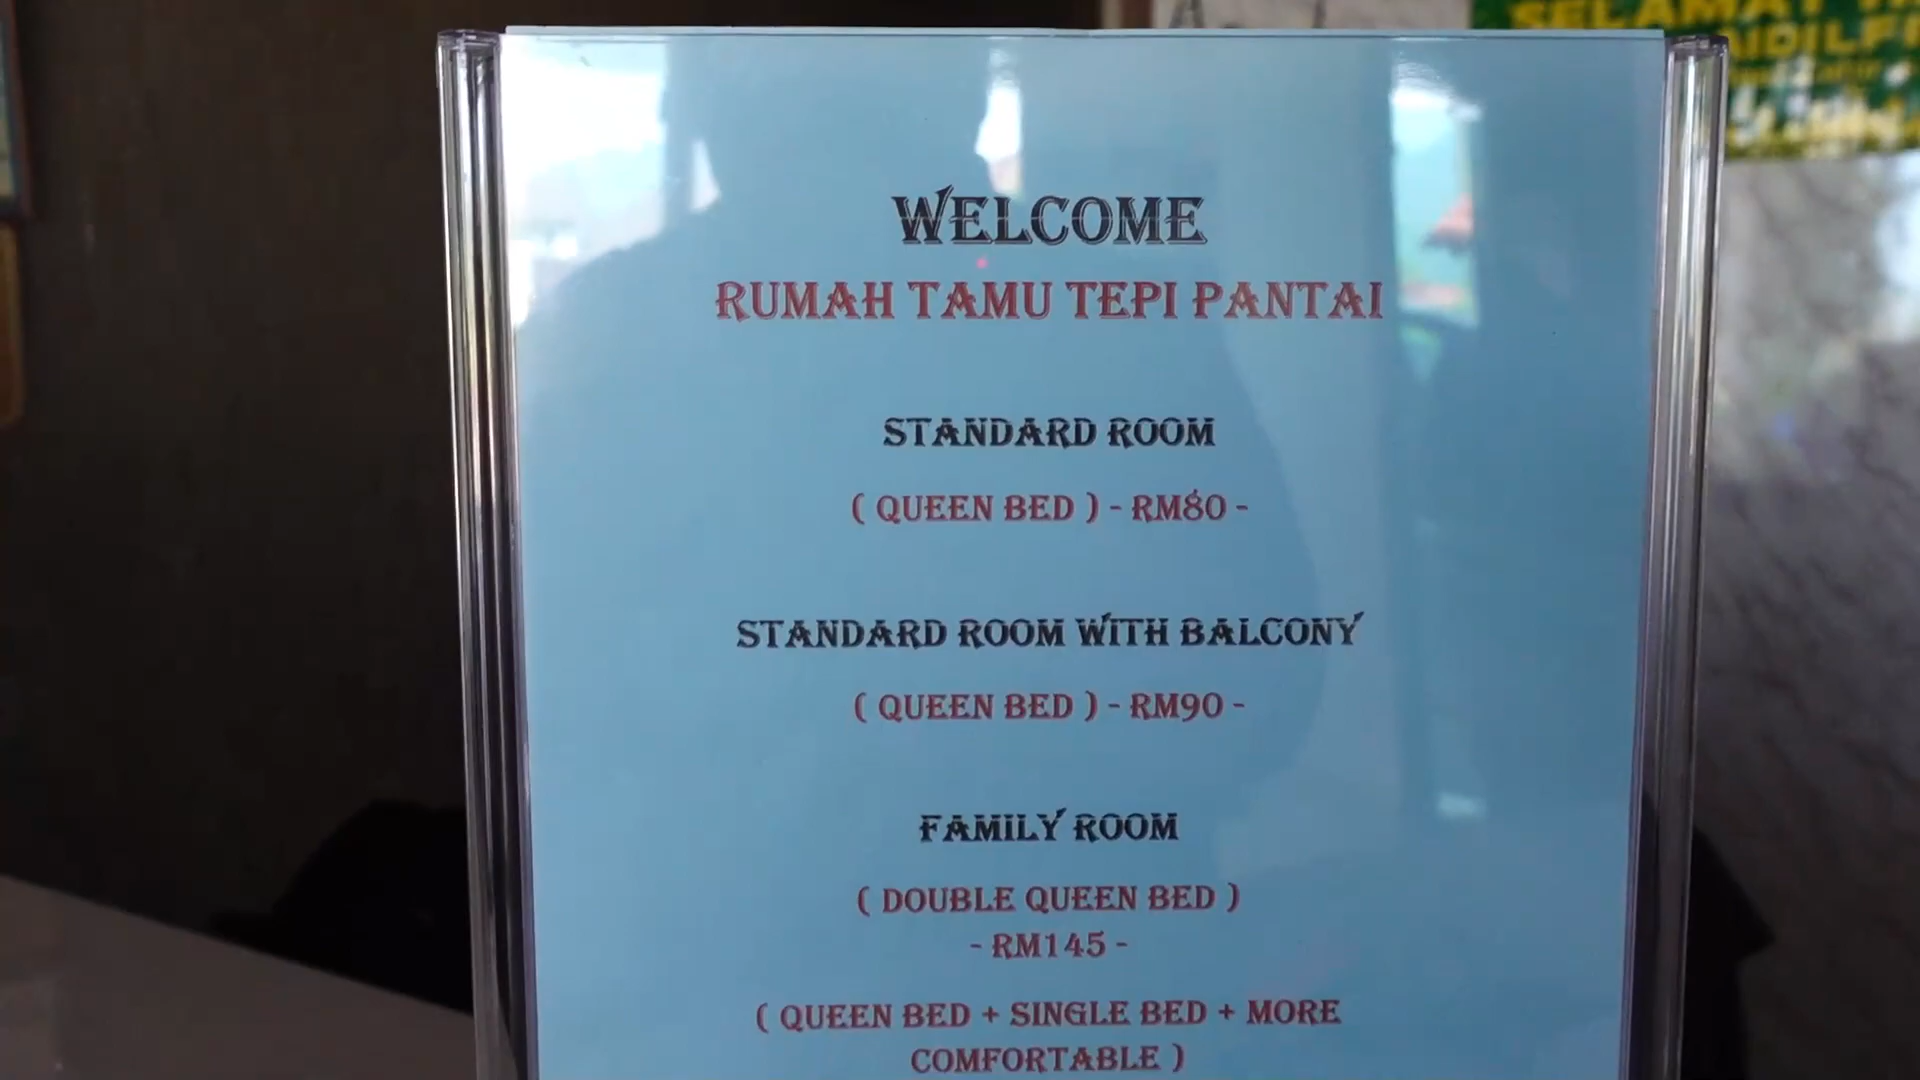 WELCOME
RUMAH TAMU TEPI PANTAI
STANDARD ROOM
( QUEEN BED ) - RM80 -
STANDARD ROOM WITH BALCONY
( QUEEN BED ) - RM90 -
FAMILY ROOM
( DOUBLE QUEEN BED )
- RM145 -
( QUEEN BED + SINGLE BED + MORE
COMFORTABLE )
SELAMAT